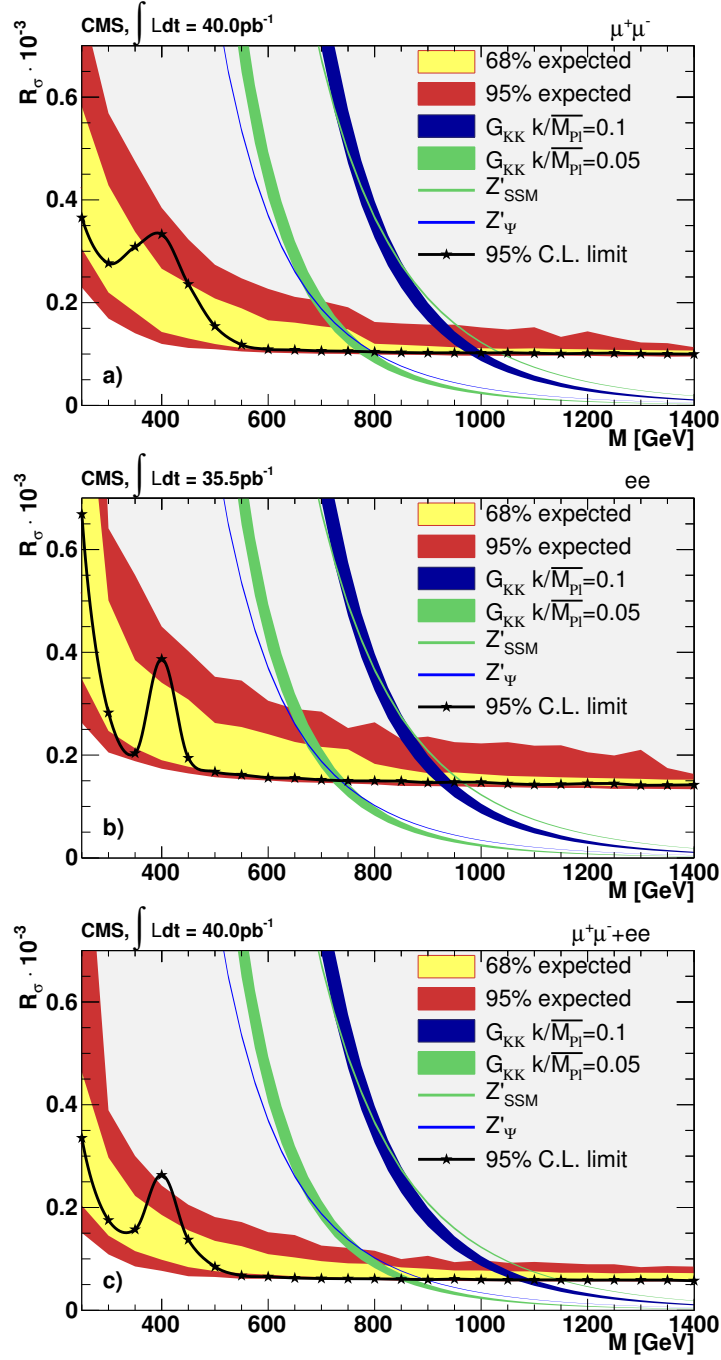 CMS, ∫ Ldt = 40.0pb⁻¹ μ⁺μ⁻
R_σ · 10⁻³
0.6
0.4
0.2
0
68% expected
95% expected
G_KK k/M̅_Pl=0.1
G_KK k/M̅_Pl=0.05
Z'_SSM
Z'_Ψ
95% C.L. limit
a)
400 600 800 1000 1200 1400
M [GeV]
CMS, ∫ Ldt = 35.5pb⁻¹ ee
R_σ · 10⁻³
0.6
0.4
0.2
0
68% expected
95% expected
G_KK k/M̅_Pl=0.1
G_KK k/M̅_Pl=0.05
Z'_SSM
Z'_Ψ
95% C.L. limit
b)
400 600 800 1000 1200 1400
M [GeV]
CMS, ∫ Ldt = 40.0pb⁻¹ μ⁺μ⁻+ee
R_σ · 10⁻³
0.6
0.4
0.2
0
68% expected
95% expected
G_KK k/M̅_Pl=0.1
G_KK k/M̅_Pl=0.05
Z'_SSM
Z'_Ψ
95% C.L. limit
c)
400 600 800 1000 1200 1400
M [GeV]